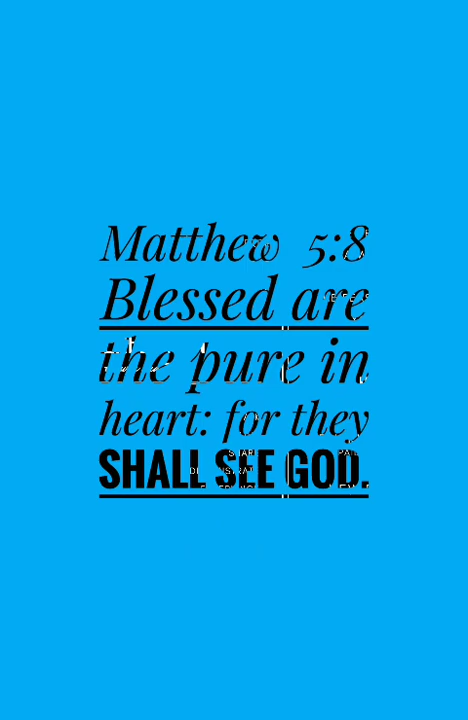 Matthew 5:8
Blessed are
the pure in
heart: for they
SHALL SEE GOD.